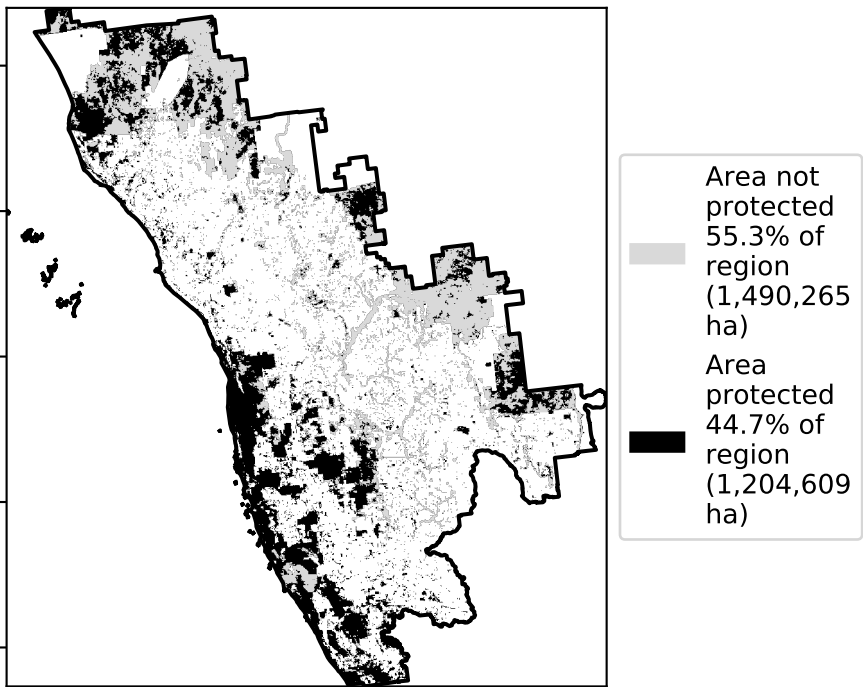 Area not
protected
55.3% of
region
(1,490,265
ha)
Area
protected
44.7% of
region
(1,204,609
ha)